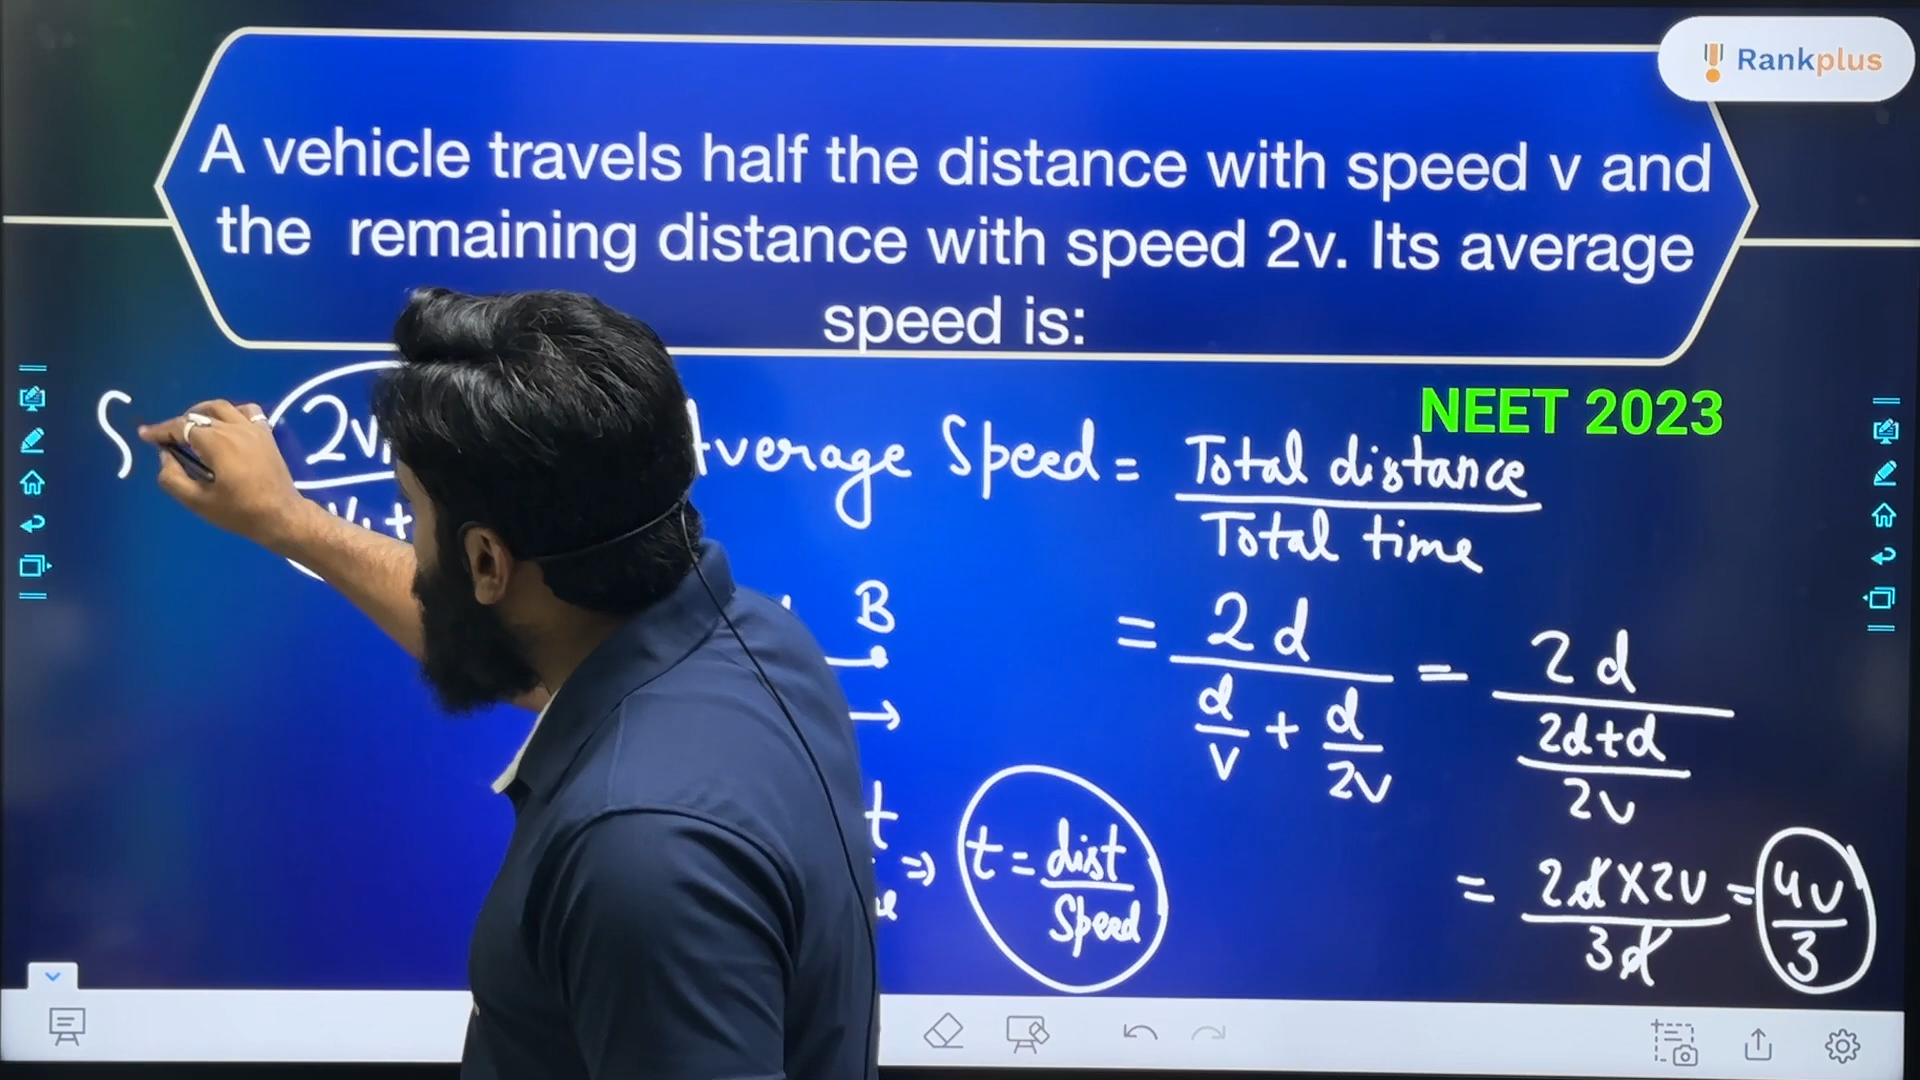 Rankplus
A vehicle travels half the distance with speed v and
the remaining distance with speed 2v. Its average
speed is:
NEET 2023
S
2v
v₁ +
Average Speed = Total distance
Total time
B
= 2d = 2d
d/v + d/2v
2d+d
2v
t
t = dist
⇒
Speed
= 2d×2v = 4v
3d
3